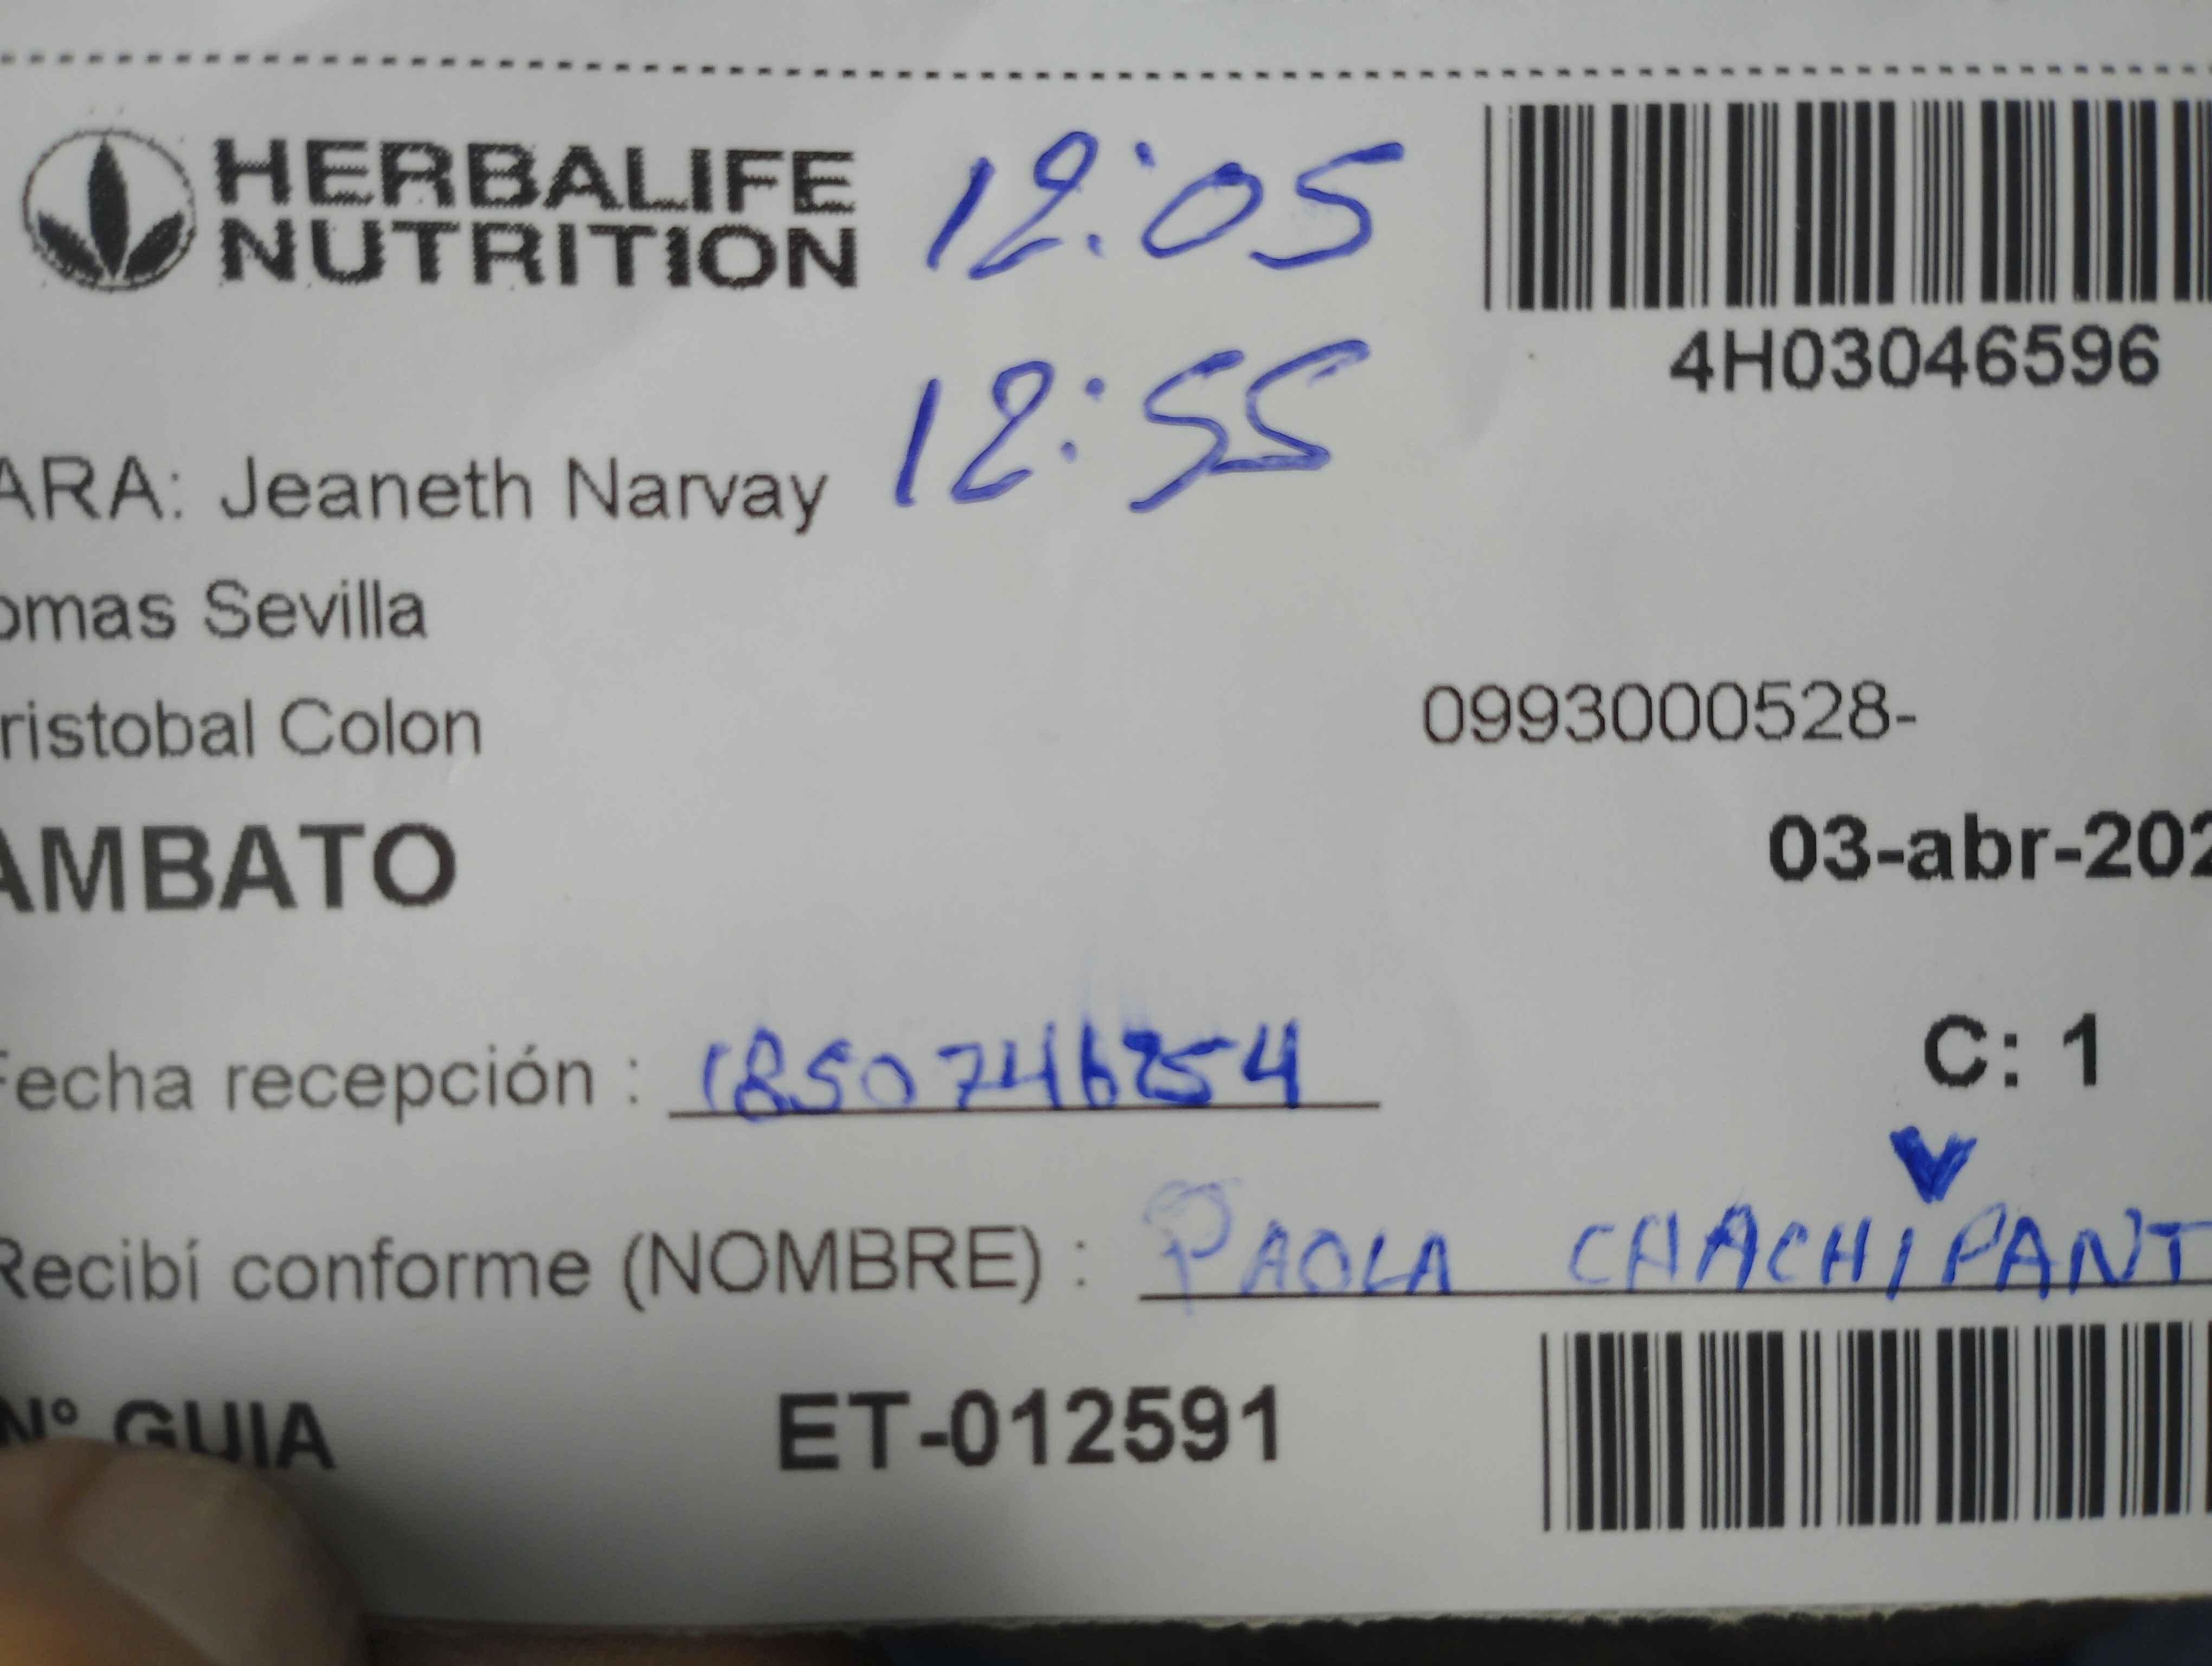 HERBALIFE
NUTRITION
12:05
4H03046596
12:55
ARA: Jeaneth Narvay
omas Sevilla
ristobal Colon
0993000528-
AMBATO
03-abr-202
Fecha recepción :
C: 1
Recibí conforme (NOMBRE) : PAOLA CHACHIPANT
N° GUIA ET-012591